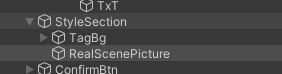 TxT
StyleSection
TagBg
RealScenePicture
ConfirmBtn